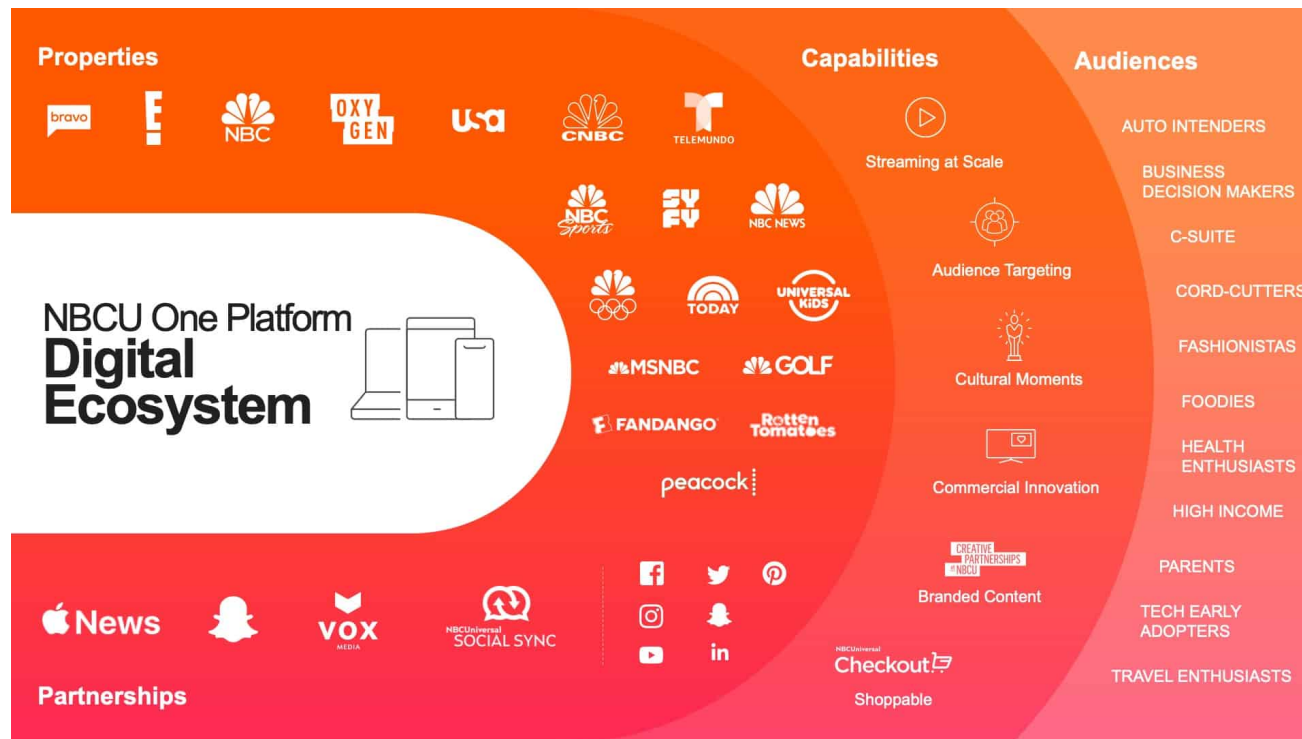 Properties
Capabilities
Audiences
bravo
E!
NBC
OXY
GEN
USA
CNBC
TELEMUNDO
NBC
Sports
SYFY
NBC NEWS
TODAY
UNIVERSAL
KiDS
MSNBC
GOLF
FANDANGO
Rotten
Tomatoes
peacock
NBCU One Platform
Digital
Ecosystem
News
VOX
MEDIA
NBCUniversal
SOCIAL SYNC
in
Partnerships
Streaming at Scale
Audience Targeting
Cultural Moments
Commercial Innovation
CREATIVE
PARTNERSHIPS
@NBCU
Branded Content
NBCUniversal
Checkout
Shoppable
AUTO INTENDERS
BUSINESS
DECISION MAKERS
C-SUITE
CORD-CUTTERS
FASHIONISTAS
FOODIES
HEALTH
ENTHUSIASTS
HIGH INCOME
PARENTS
TECH EARLY
ADOPTERS
TRAVEL ENTHUSIASTS